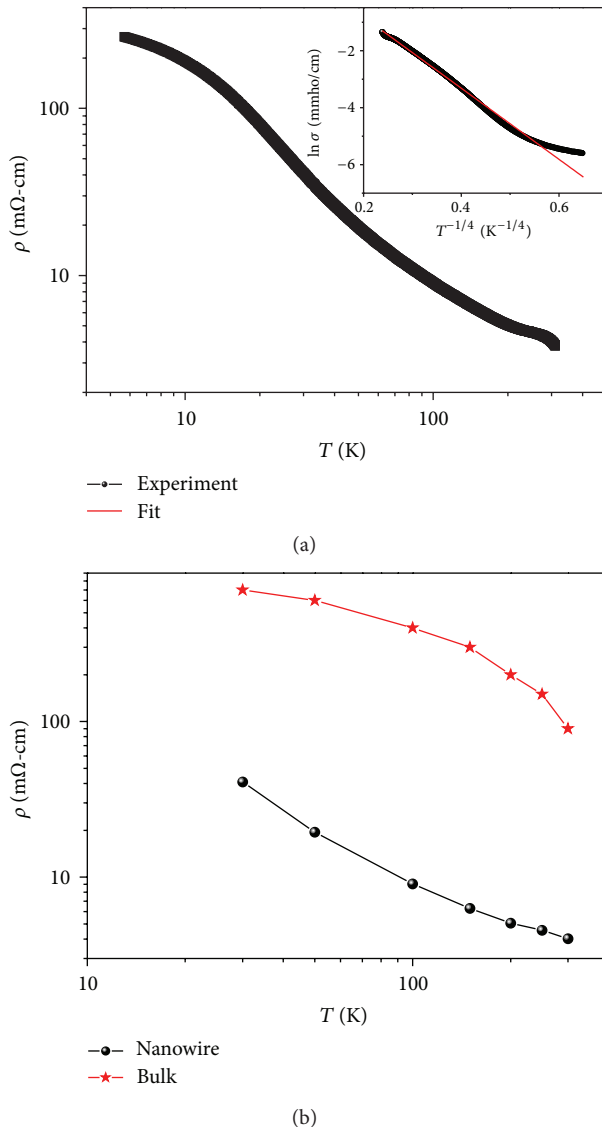 100
10
ρ (mΩ-cm)
10
100
T (K)
−2
−4
−6
ln σ (mmho/cm)
0.2
0.4
0.6
T⁻¹/⁴ (K⁻¹/⁴)
Experiment
Fit
(a)
100
10
ρ (mΩ-cm)
10
100
T (K)
Nanowire
Bulk
(b)